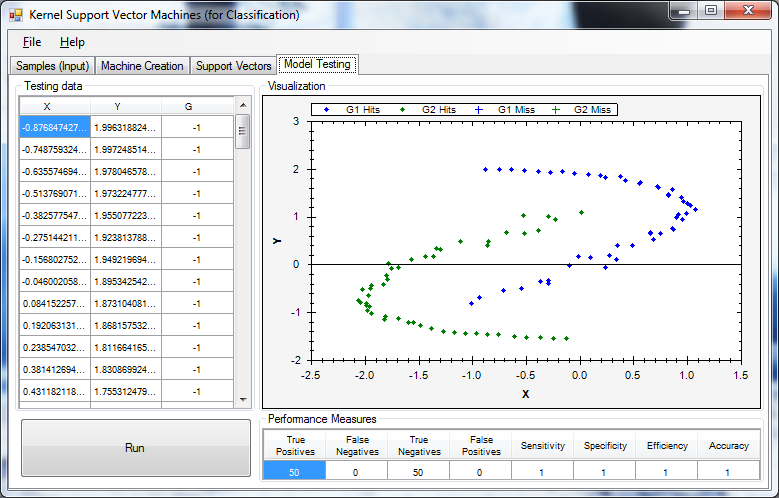 Kernel Support Vector Machines (for Classification)
File Help
Samples (Input) Machine Creation Support Vectors Model Testing
Testing data
X Y G
-0.876847427... 1.996318824... -1
-0.748759324... 1.997248514... -1
-0.635574694... 1.978046578... -1
-0.513769071... 1.973224777... -1
-0.382577547... 1.955077223... -1
-0.275144211... 1.923813788... -1
-0.156802752... 1.949219694... -1
-0.046002058... 1.895342542... -1
0.084152257... 1.873104081... -1
0.192063131... 1.868157532... -1
0.238547032... 1.811664165... -1
0.381412694... 1.830869924... -1
0.431182118... 1.755312479... -1
Run
Visualization
G1 Hits G2 Hits G1 Miss G2 Miss
3
2
1
0
-1
-2
Y
-2.5 -2.0 -1.5 -1.0 -0.5 0.0 0.5 1.0 1.5
X
Performance Measures
True Positives False Negatives True Negatives False Positives Sensitivity Specificity Efficiency Accuracy
50 0 50 0 1 1 1 1